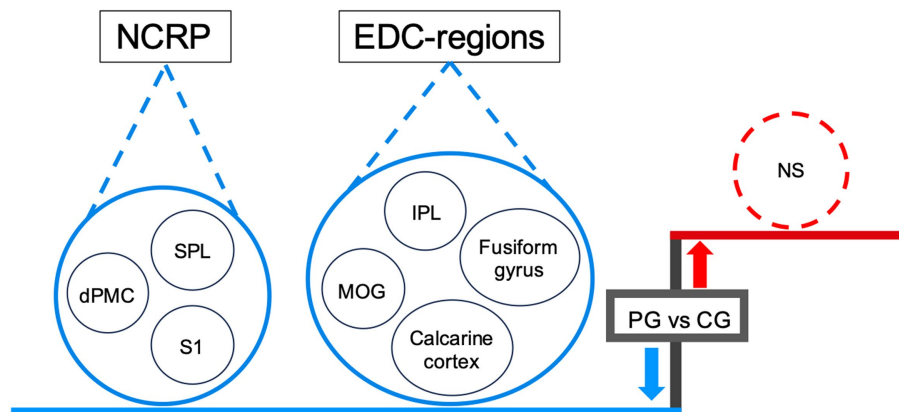 NCRP
EDC-regions
NS
IPL
SPL
Fusiform
gyrus
dPMC
MOG
PG vs CG
S1
Calcarine
cortex